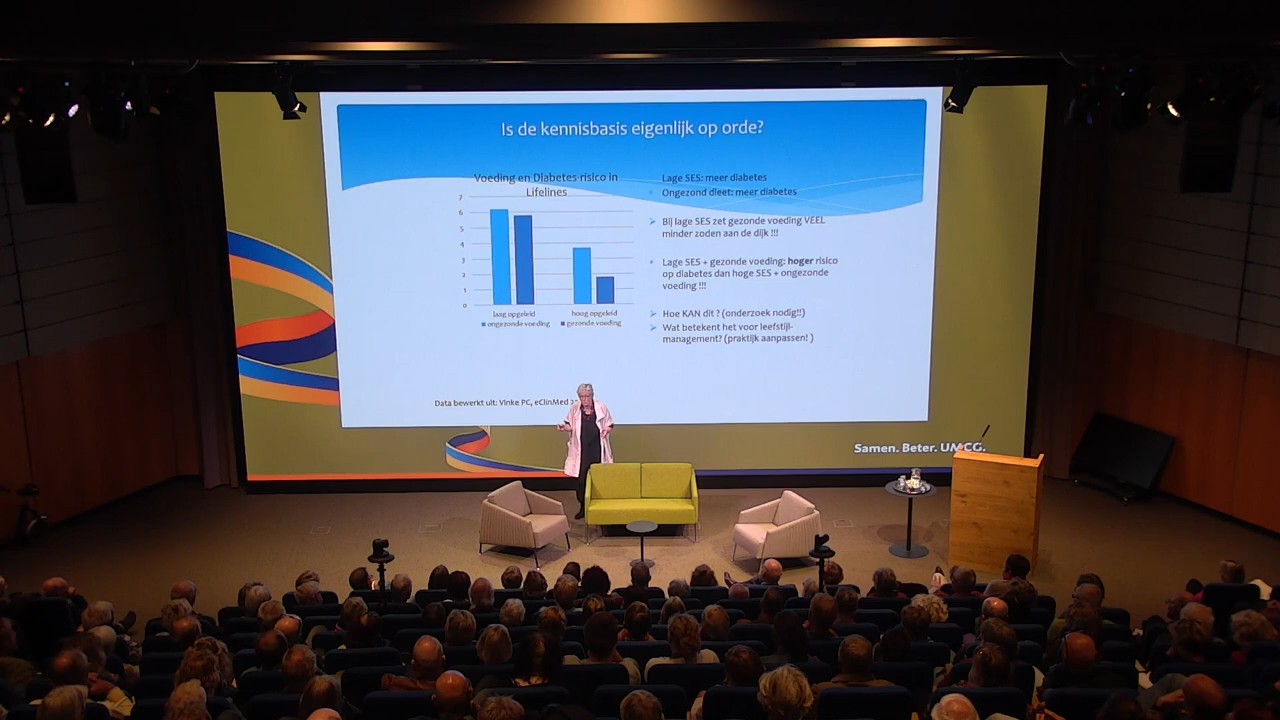 Is de kennisbasis eigenlijk op orde?
Voeding en Diabetes-risico in
Lifelines
7
6
5
4
3
2
1
0
laag opgeleid
hoog opgeleid
ongezonde voeding
gezonde voeding
Lage SES: meer diabetes
Ongezond dieet: meer diabetes
Bij lage SES zet gezonde voeding VEEL
minder zoden aan de dijk !!!
Lage SES + gezonde voeding: hoger risico
op diabetes dan hoge SES + ongezonde
voeding !!!
Hoe KAN dit ? (onderzoek nodig!!)
Wat betekent het voor leefstijl-
management? (praktijk aanpassen! )
Data bewerkt uit: Vinke PC, eClinMed
Samen. Beter. UMCG.